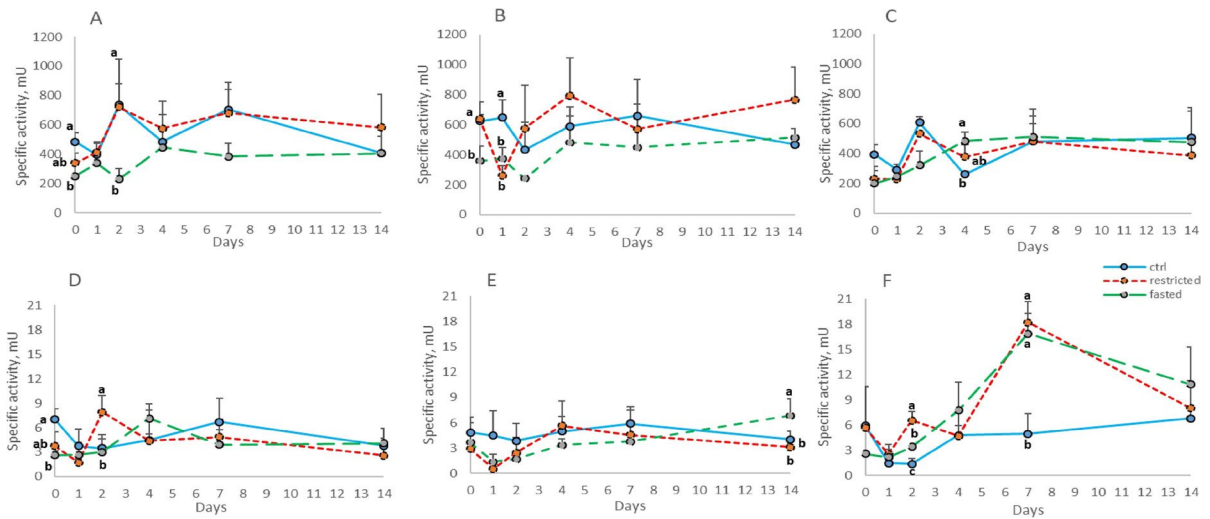 A
Specific activity, mU
1200
1000
800
600
400
200
0
a
ab
b
a
b
0 1 2 3 4 5 6 7 8 9 10 11 12 13 14
Days
B
Specific activity, mU
1200
1000
800
600
400
200
0
a
b
a
b
b
0 1 2 3 4 5 6 7 8 9 10 11 12 13 14
Days
C
Specific activity, mU
1200
1000
800
600
400
200
0
a
ab
b
0 1 2 3 4 5 6 7 8 9 10 11 12 13 14
Days
D
Specific activity, mU
21
18
15
12
9
6
3
0
a
ab
b
a
b
0 1 2 3 4 5 6 7 8 9 10 11 12 13 14
Days
E
Specific activity, mU
21
18
15
12
9
6
3
0
a
b
b
0 1 2 3 4 5 6 7 8 9 10 11 12 13 14
Days
F
ctrl
restricted
fasted
Specific activity, mU
21
18
15
12
9
6
3
0
a
b
c
a
a
b
0 1 2 3 4 5 6 7 8 9 10 11 12 13 14
Days